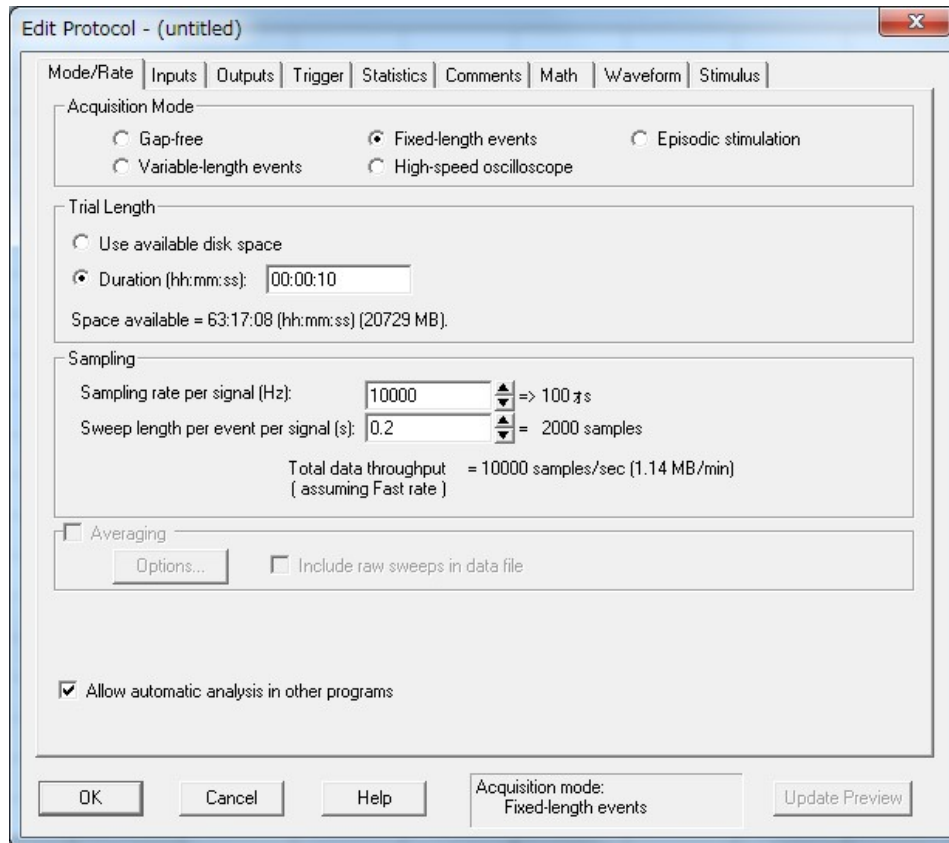 Edit Protocol - (untitled)
Mode/Rate Inputs Outputs Trigger Statistics Comments Math Waveform Stimulus
Acquisition Mode
Gap-free Fixed-length events Episodic stimulation
Variable-length events High-speed oscilloscope
Trial Length
Use available disk space
Duration (hh:mm:ss): 00:00:10
Space available = 63:17:08 (hh:mm:ss) (20729 MB).
Sampling
Sampling rate per signal (Hz): 10000 => 100 s
Sweep length per event per signal (s): 0.2 = 2000 samples
Total data throughput = 10000 samples/sec (1.14 MB/min)
( assuming Fast rate )
Averaging
Options... Include raw sweeps in data file
Allow automatic analysis in other programs
OK Cancel Help Acquisition mode: Update Preview
Fixed-length events